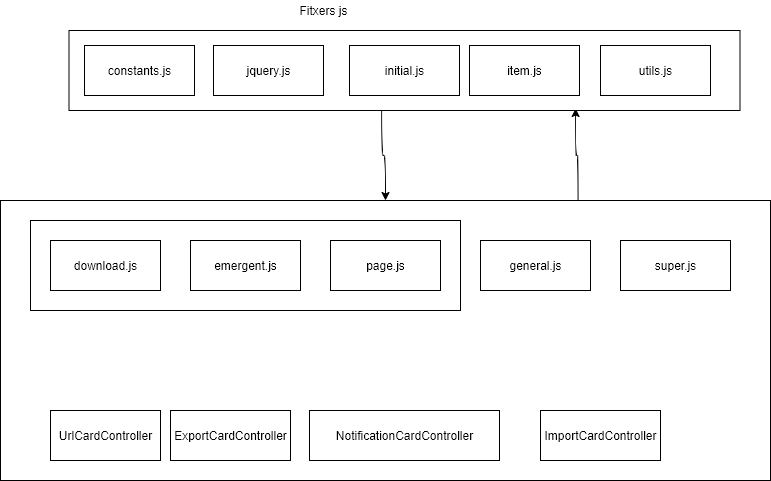 Fitxers js
constants.js
jquery.js
initial.js
item.js
utils.js
download.js
emergent.js
page.js
general.js
super.js
UrlCardController
ExportCardController
NotificationCardController
ImportCardController